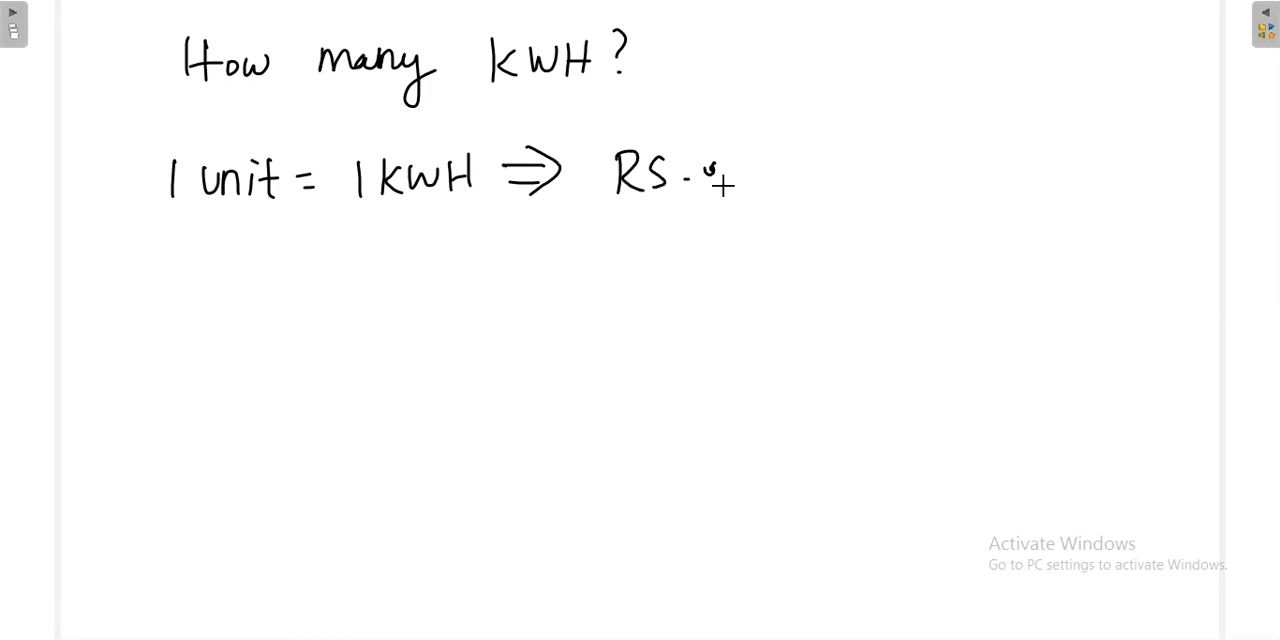 How many KWH?
1 unit = 1 KWH ⇒ RS.
Activate Windows
Go to PC settings to activate Windows.